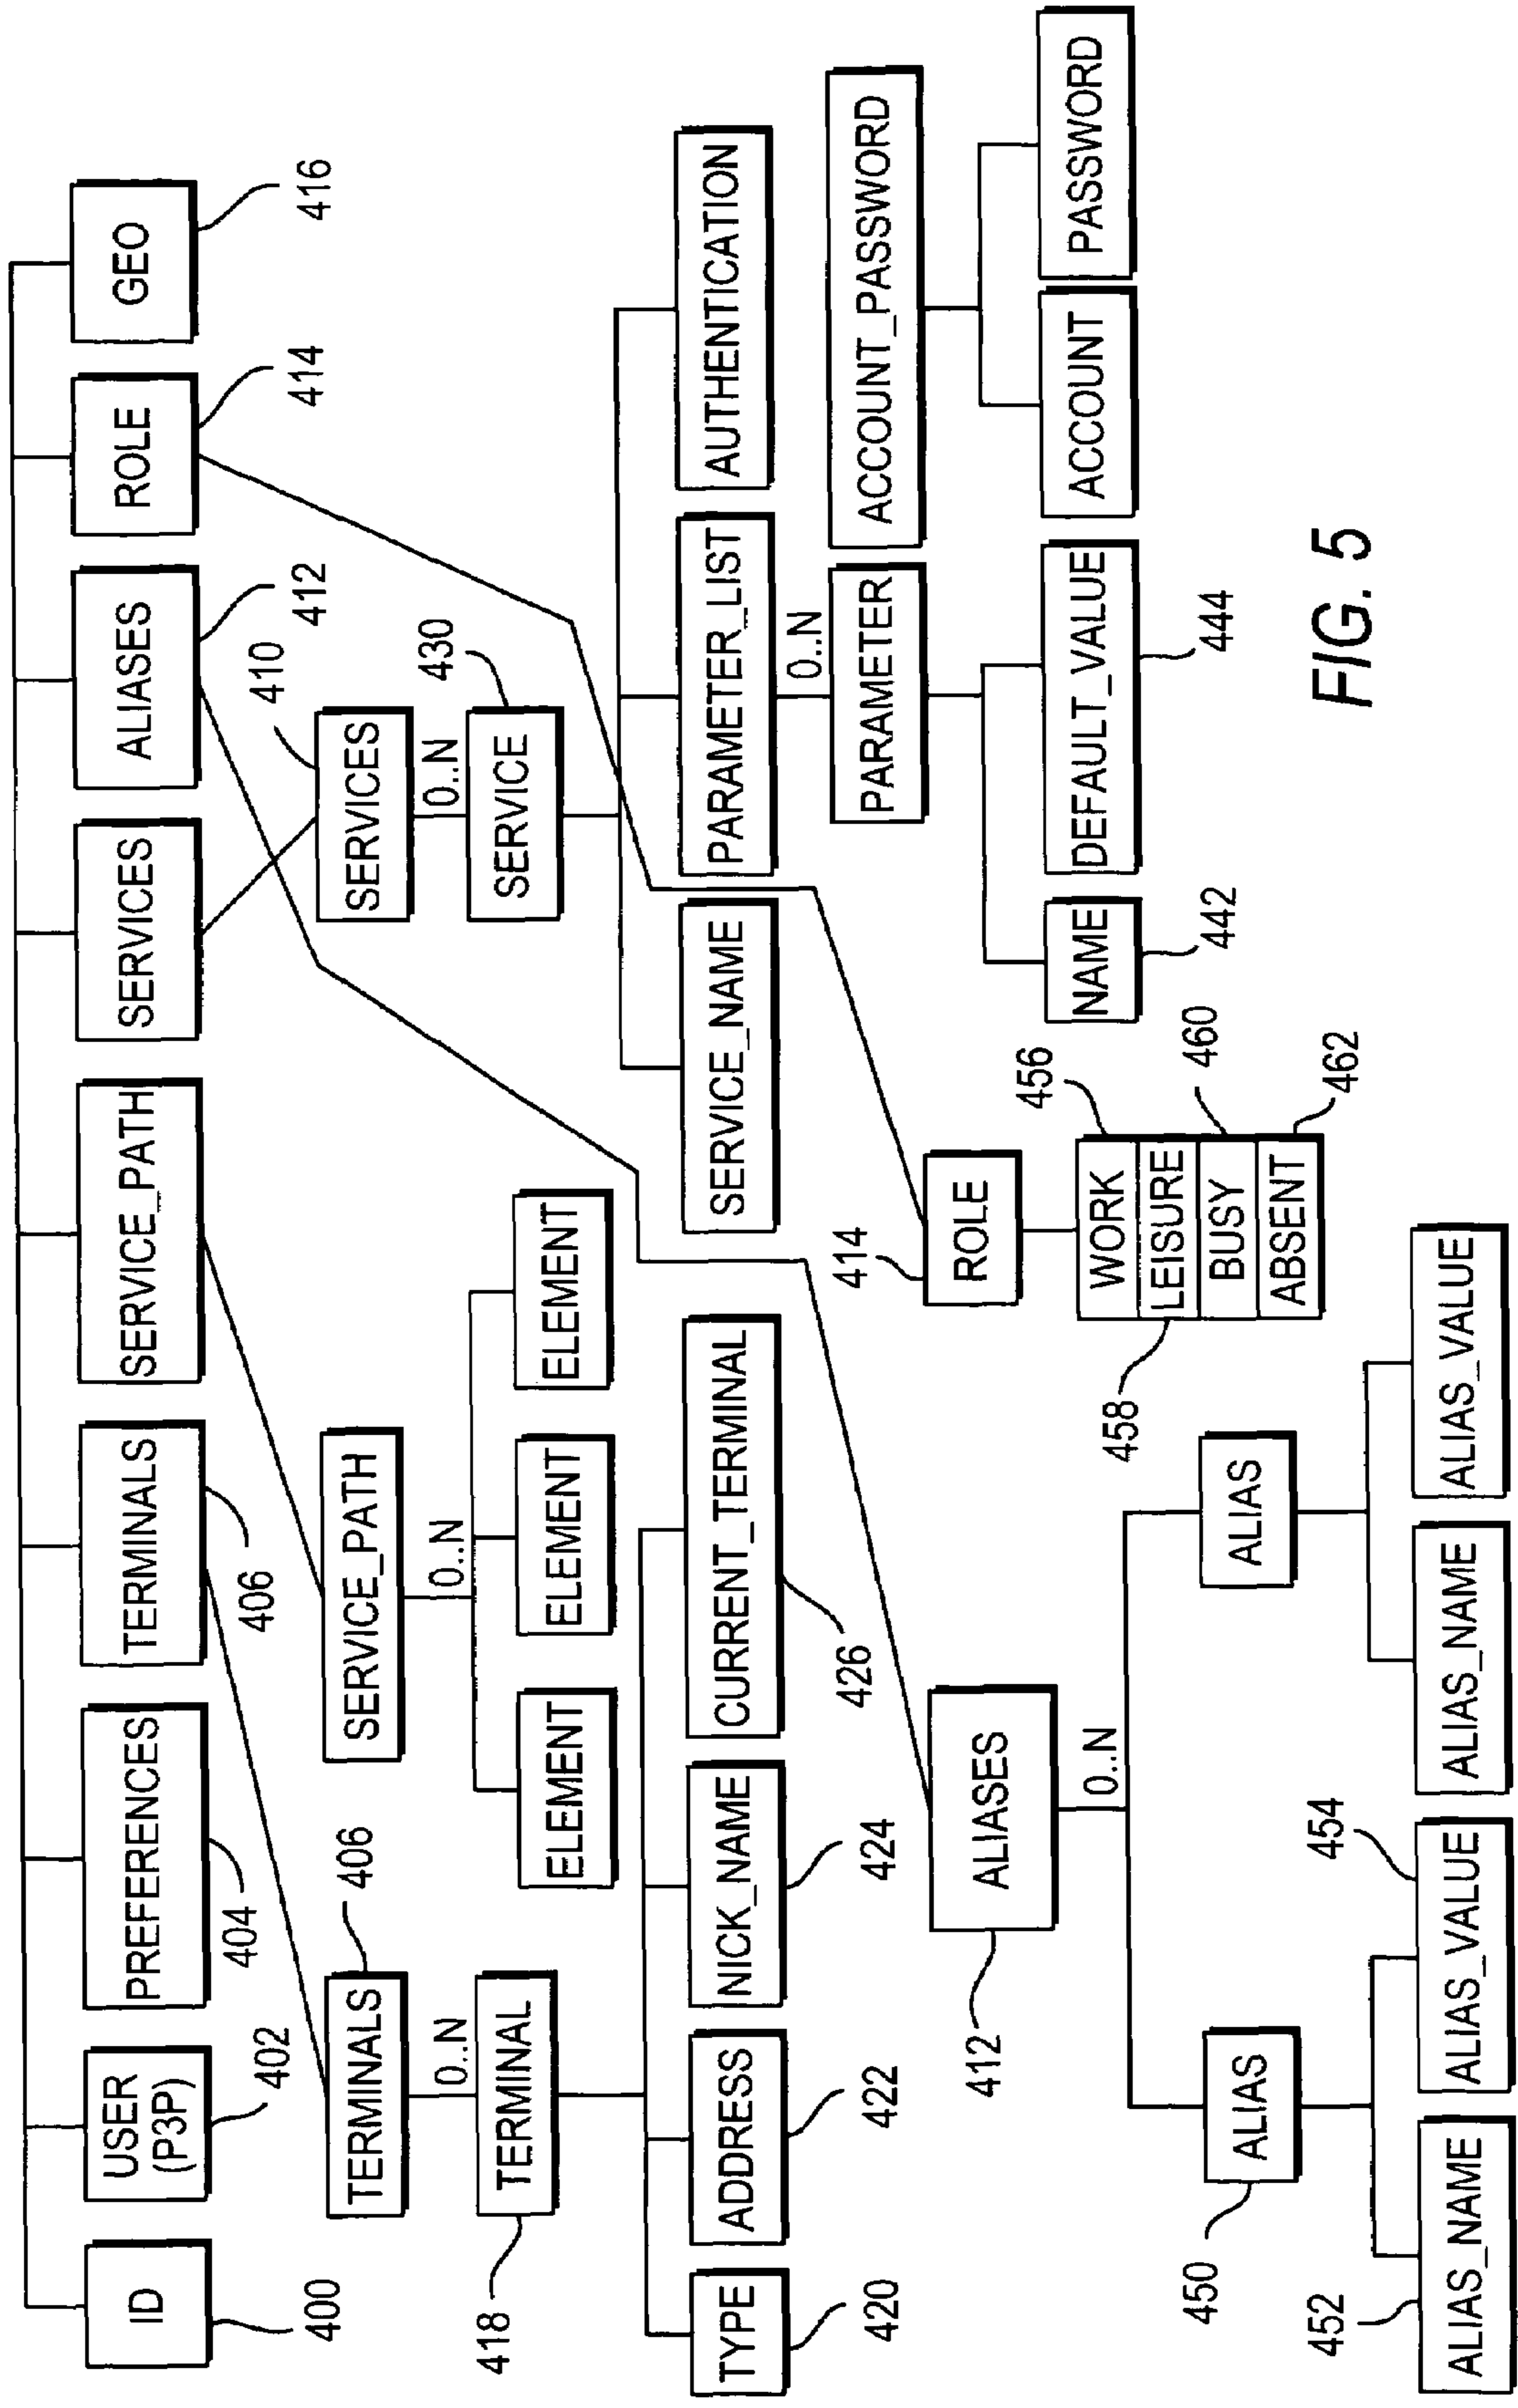 ID
USER
(P3P)
PREFERENCES
TERMINALS
SERVICE_PATH
SERVICES
ALIASES
ROLE
GEO
400
402
404
406
412
414
416
TERMINALS
406
SERVICE_PATH
SERVICES
410
0..N
0..N
0..N
TERMINAL
418
ELEMENT
ELEMENT
ELEMENT
SERVICE
430
TYPE
ADDRESS
NICK_NAME
CURRENT_TERMINAL
SERVICE_NAME
PARAMETER_LIST
AUTHENTICATION
420
422
424
426
0..N
ALIASES
412
ROLE
414
PARAMETER
ACCOUNT_PASSWORD
0..N
WORK
456
LEISURE
458
BUSY
460
ABSENT
462
NAME
DEFAULT_VALUE
ACCOUNT
PASSWORD
442
444
ALIAS
450
ALIAS
ALIAS_NAME
452
ALIAS_VALUE
454
ALIAS_NAME
ALIAS_VALUE
FIG. 5